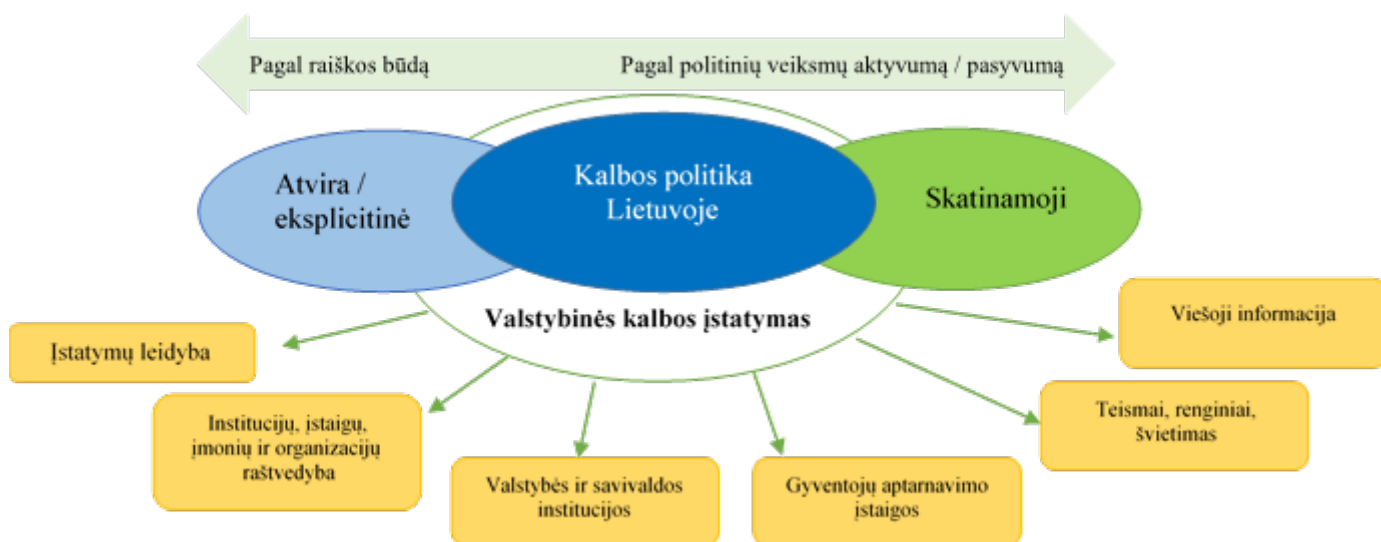 Pagal raiškos būdą
Pagal politinių veiksmų aktyvumą / pasyvumą
Atvira /
eksplicitinė
Kalbos politika
Lietuvoje
Skatinamoji
Valstybinės kalbos įstatymas
Įstatymų leidyba
Institucijų, įstaigų,
įmonių ir organizacijų
raštvedyba
Valstybės ir savivaldos
institucijos
Gyventojų aptarnavimo
įstaigos
Teismai, renginiai,
švietimas
Viešoji informacija